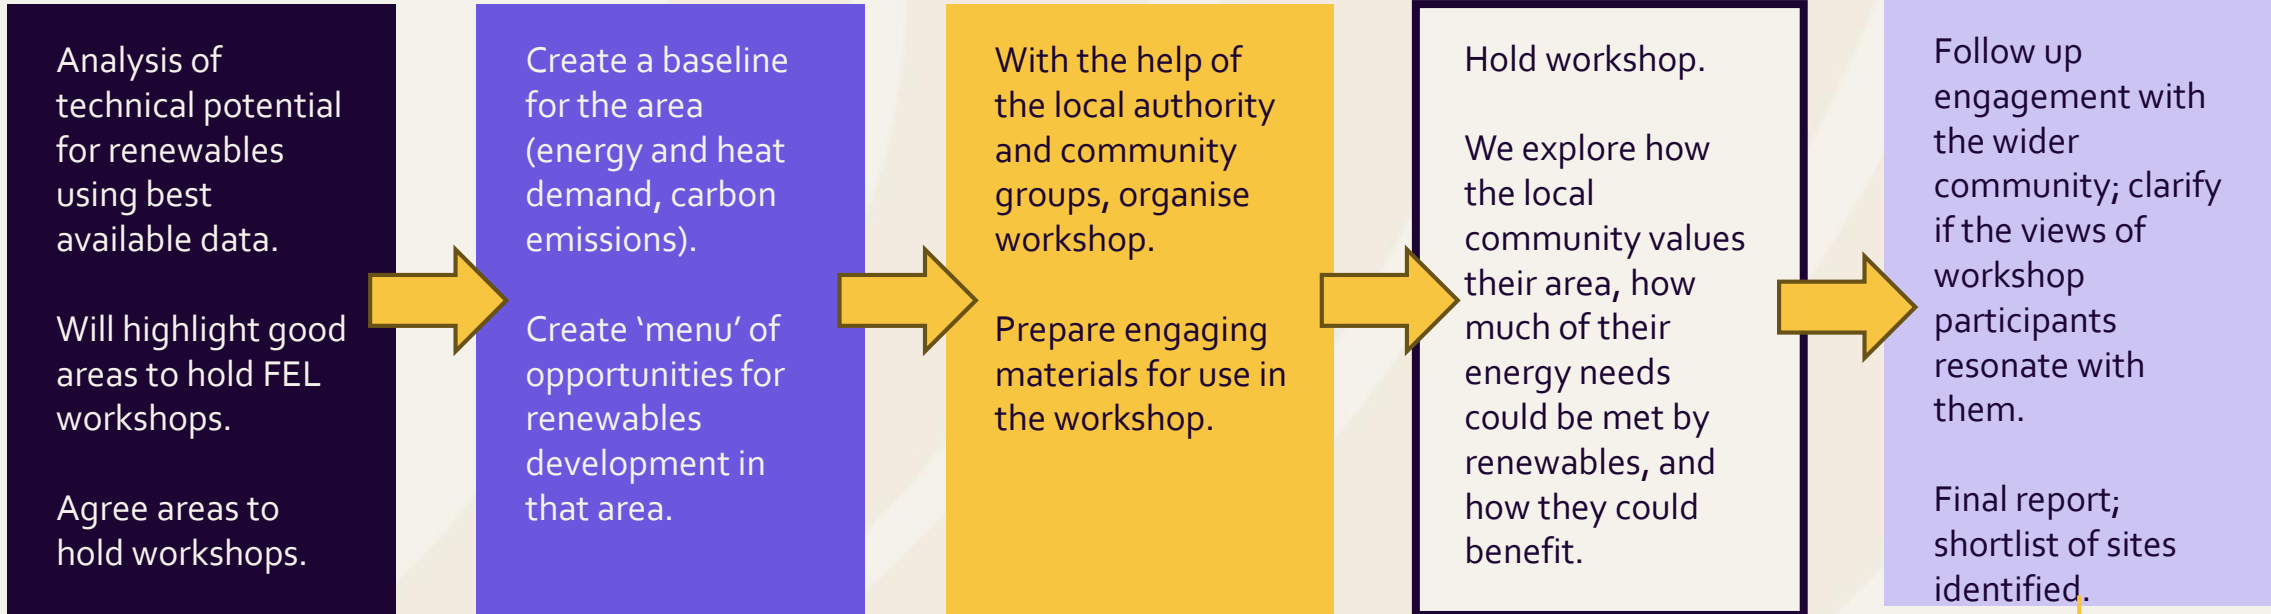 Analysis of
technical potential
for renewables
using best
available data.
Will highlight good
areas to hold FEL
workshops.
Agree areas to
hold workshops.
Create a baseline
for the area
(energy and heat
demand, carbon
emissions).
Create ‘menu’ of
opportunities for
renewables
development in
that area.
With the help of
the local authority
and community
groups, organise
workshop.
Prepare engaging
materials for use in
the workshop.
Hold workshop.
We explore how
the local
community values
their area, how
much of their
energy needs
could be met by
renewables, and
how they could
benefit.
Follow up
engagement with
the wider
community; clarify
if the views of
workshop
participants
resonate with
them.
Final report;
shortlist of sites
identified.